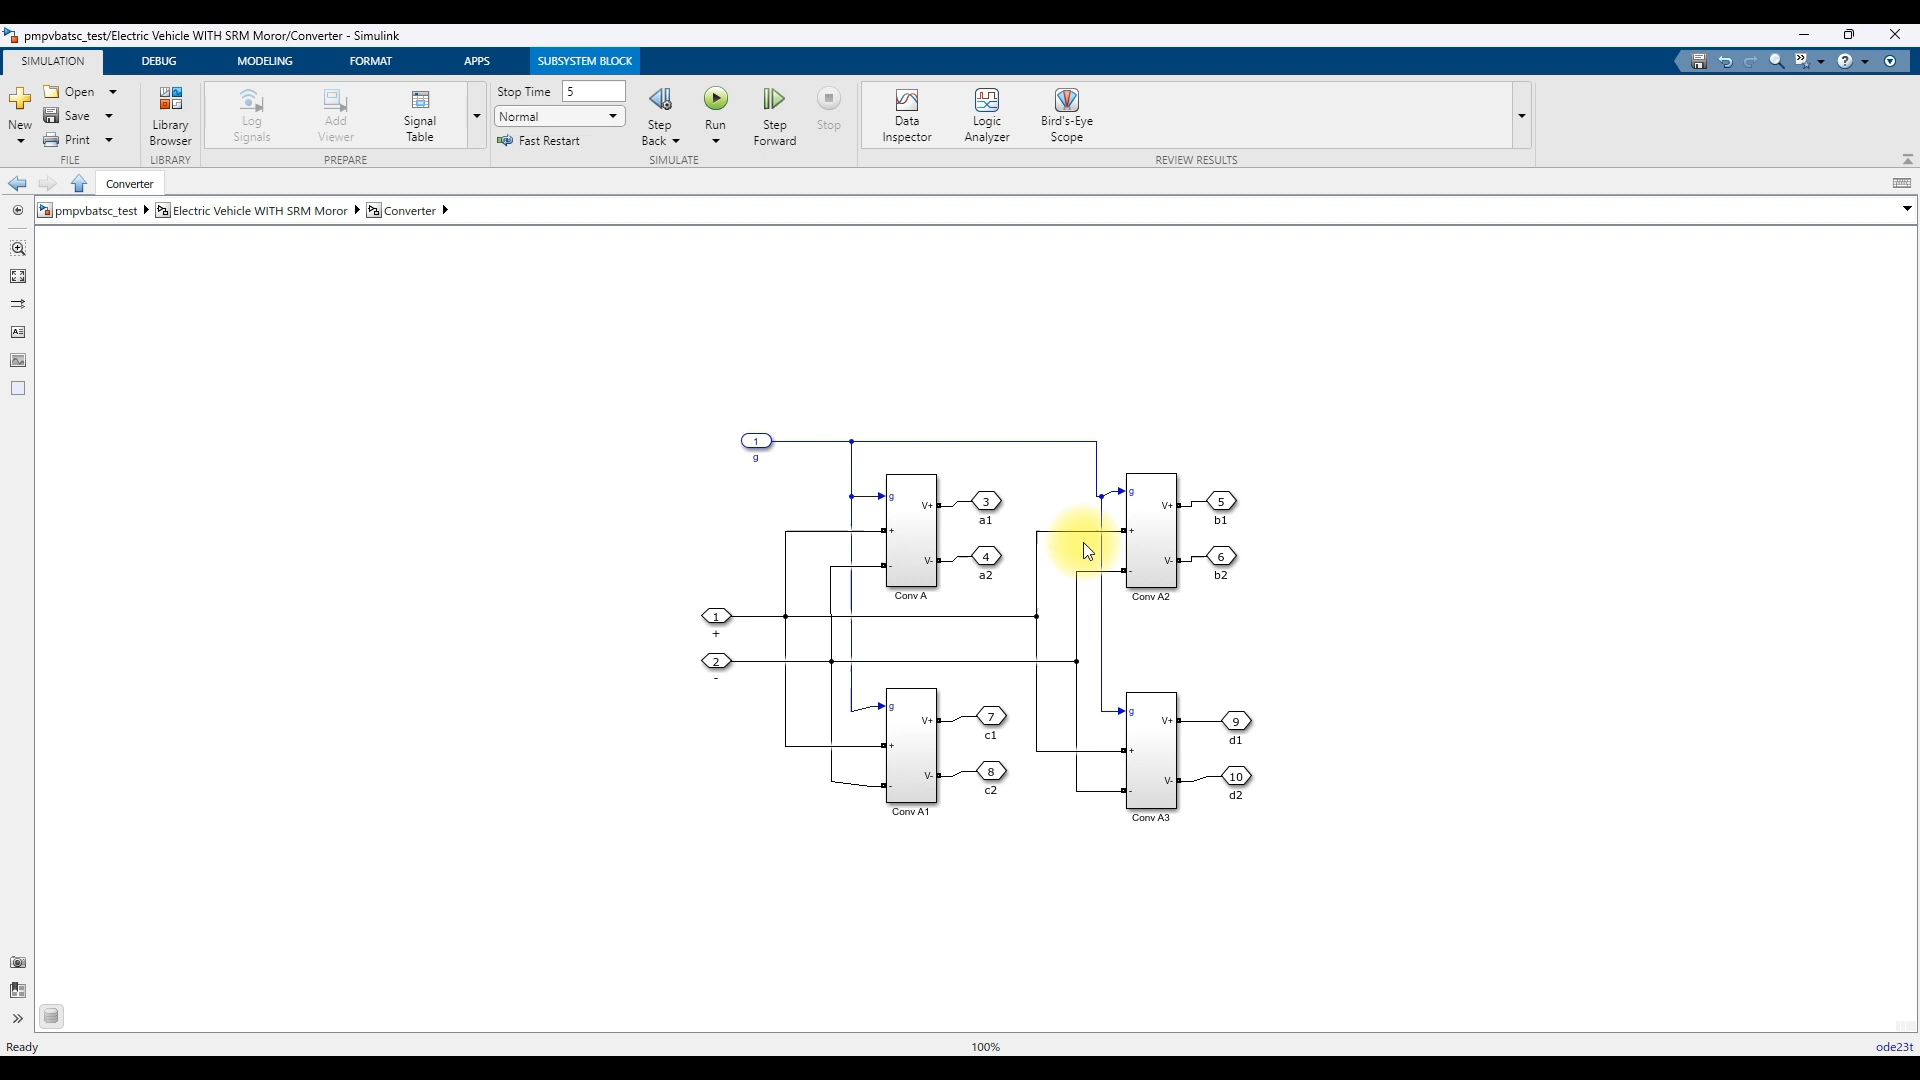 pmpvbatsc_test/Electric Vehicle WITH SRM Moror/Converter - Simulink
SIMULATION DEBUG MODELING FORMAT APPS SUBSYSTEM BLOCK
New
Open
Save
Print
FILE
Library
Browser
LIBRARY
Log
Signals
Add
Viewer
Signal
Table
PREPARE
Stop Time 5
Normal
Fast Restart
Step
Back
Run
Step
Forward
Stop
SIMULATE
Data
Inspector
Logic
Analyzer
Bird's-Eye
Scope
REVIEW RESULTS
Converter
pmpvbatsc_test Electric Vehicle WITH SRM Moror Converter
1
g
g
+
-
V+
V-
Conv A
3
a1
4
a2
g
+
-
V+
V-
Conv A2
5
b1
6
b2
1
+
2
-
g
+
-
V+
V-
Conv A1
7
c1
8
c2
g
+
-
V+
V-
Conv A3
9
d1
10
d2
Ready 100% ode23t